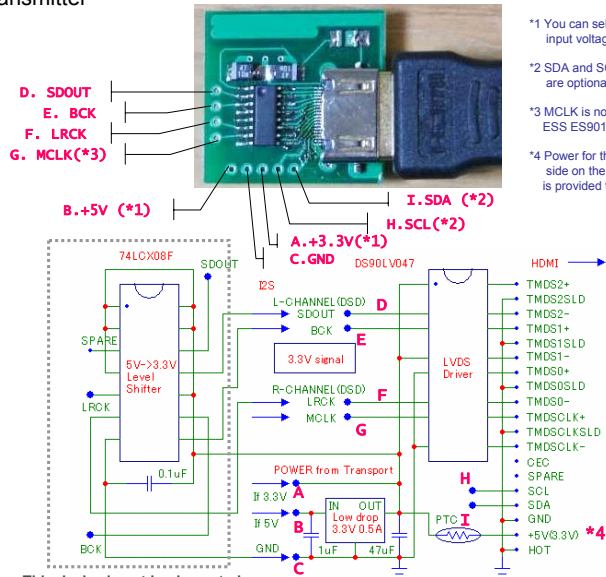 ansmitter
*1 You can sel
input voltag
*2 SDA and SC
are optiona
*3 MCLK is no
ESS ES901
*4 Power for th
side on the
is provided t
D. SDOUT
E. BCK
F. LRCK
G. MCLK(*3)
B.+5V (*1)
I.SDA (*2)
H.SCL(*2)
A.+3.3V(*1)
C.GND
74LCX08F
SDOUT
I2S
DS90LV047
HDMI
L-CHANNEL(DSD)
SDOUT
D
BCK
E
3.3V signal
R-CHANNEL(DSD)
LRCK
F
MCLK
G
SPARE
5V->3.3V
Level
Shifter
LRCK
0.1uF
BCK
LVDS
Driver
TMDS2+
TMDS2SLD
TMDS2-
TMDS1+
TMDS1SLD
TMDS1-
TMDS0+
TMDS0SLD
TMDS0-
TMDSCLK+
TMDSCLKSLD
TMDSCLK-
CEC
SPARE
H
SCL
SDA
I
GND
+5V(3.3V)
*4
HOT
POWER from Transport
If 3.3V
A
If 5V
B
GND
C
IN OUT
Low drop
3.3V 0.5A
1uF
47uF
PTC